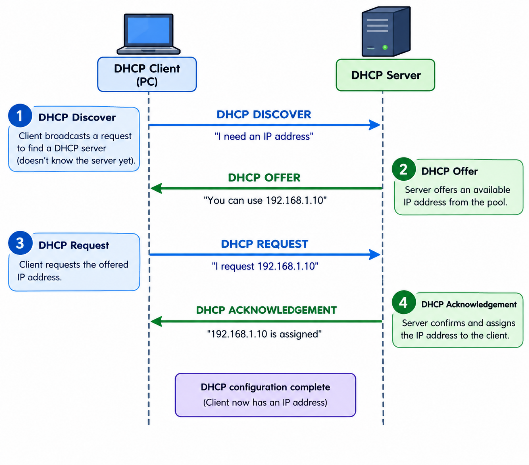 DHCP Client
(PC)
DHCP Server
1
DHCP Discover
Client broadcasts a request
to find a DHCP server
(doesn't know the server yet).
DHCP DISCOVER
"I need an IP address"
2
DHCP Offer
Server offers an available
IP address from the pool.
DHCP OFFER
"You can use 192.168.1.10"
3
DHCP Request
Client requests the offered
IP address.
DHCP REQUEST
"I request 192.168.1.10"
4
DHCP Acknowledgement
Server confirms and assigns
the IP address to the client.
DHCP ACKNOWLEDGEMENT
"192.168.1.10 is assigned"
DHCP configuration complete
(Client now has an IP address)